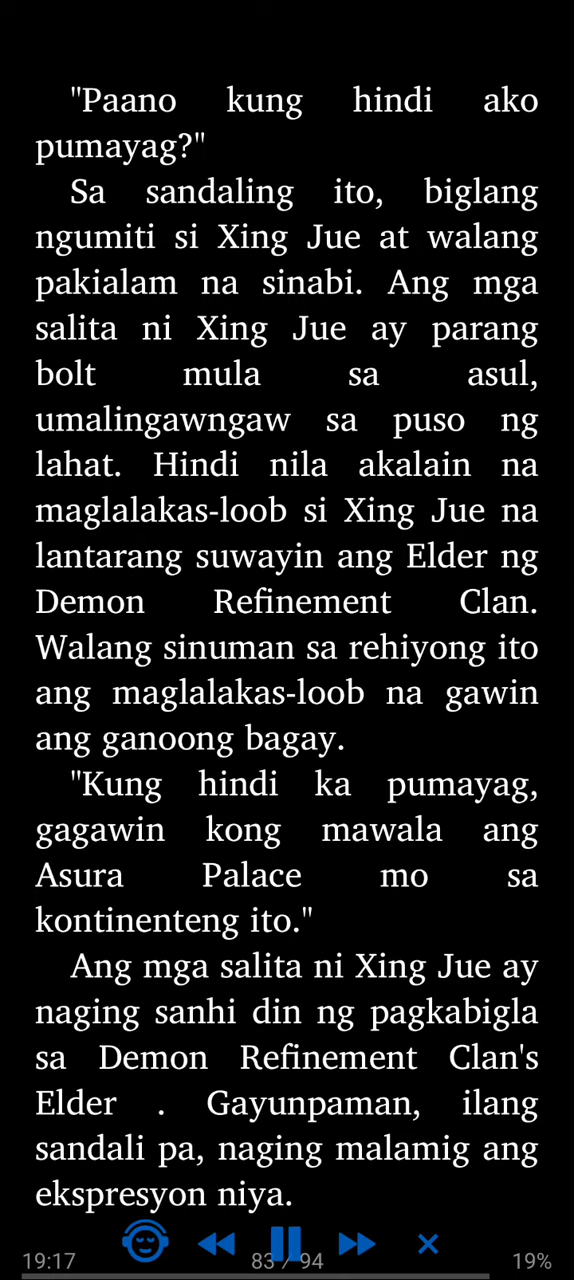 "Paano kung hindi ako
pumayag?"
Sa sandaling ito, biglang
ngumiti si Xing Jue at walang
pakialam na sinabi. Ang mga
salita ni Xing Jue ay parang
bolt mula sa asul,
umalingawngaw sa puso ng
lahat. Hindi nila akalain na
maglalakas-loob si Xing Jue na
lantarang suwayin ang Elder ng
Demon Refinement Clan.
Walang sinuman sa rehiyong ito
ang maglalakas-loob na gawin
ang ganoong bagay.
"Kung hindi ka pumayag,
gagawin kong mawala ang
Asura Palace mo sa
kontinenteng ito."
Ang mga salita ni Xing Jue ay
naging sanhi din ng pagkabigla
sa Demon Refinement Clan's
Elder . Gayunpaman, ilang
sandali pa, naging malamig ang
ekspresyon niya.
19:17 83 / 94 19%